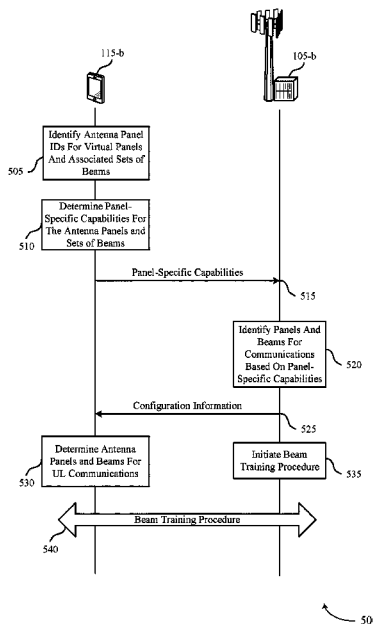 115-b
105-b
Identify Antenna Panel
IDs For Virtual Panels
And Associated Sets of
Beams
505
Determine Panel-
Specific Capabilities For
The Antenna Panels and
Sets of Beams
510
Panel-Specific Capabilities
515
Identify Panels And
Beams For
Communications
Based On Panel-
Specific Capabilities
520
Configuration Information
525
Determine Antenna
Panels and Beams For
UL Communications
530
Initiate Beam
Training Procedure
535
Beam Training Procedure
540
50